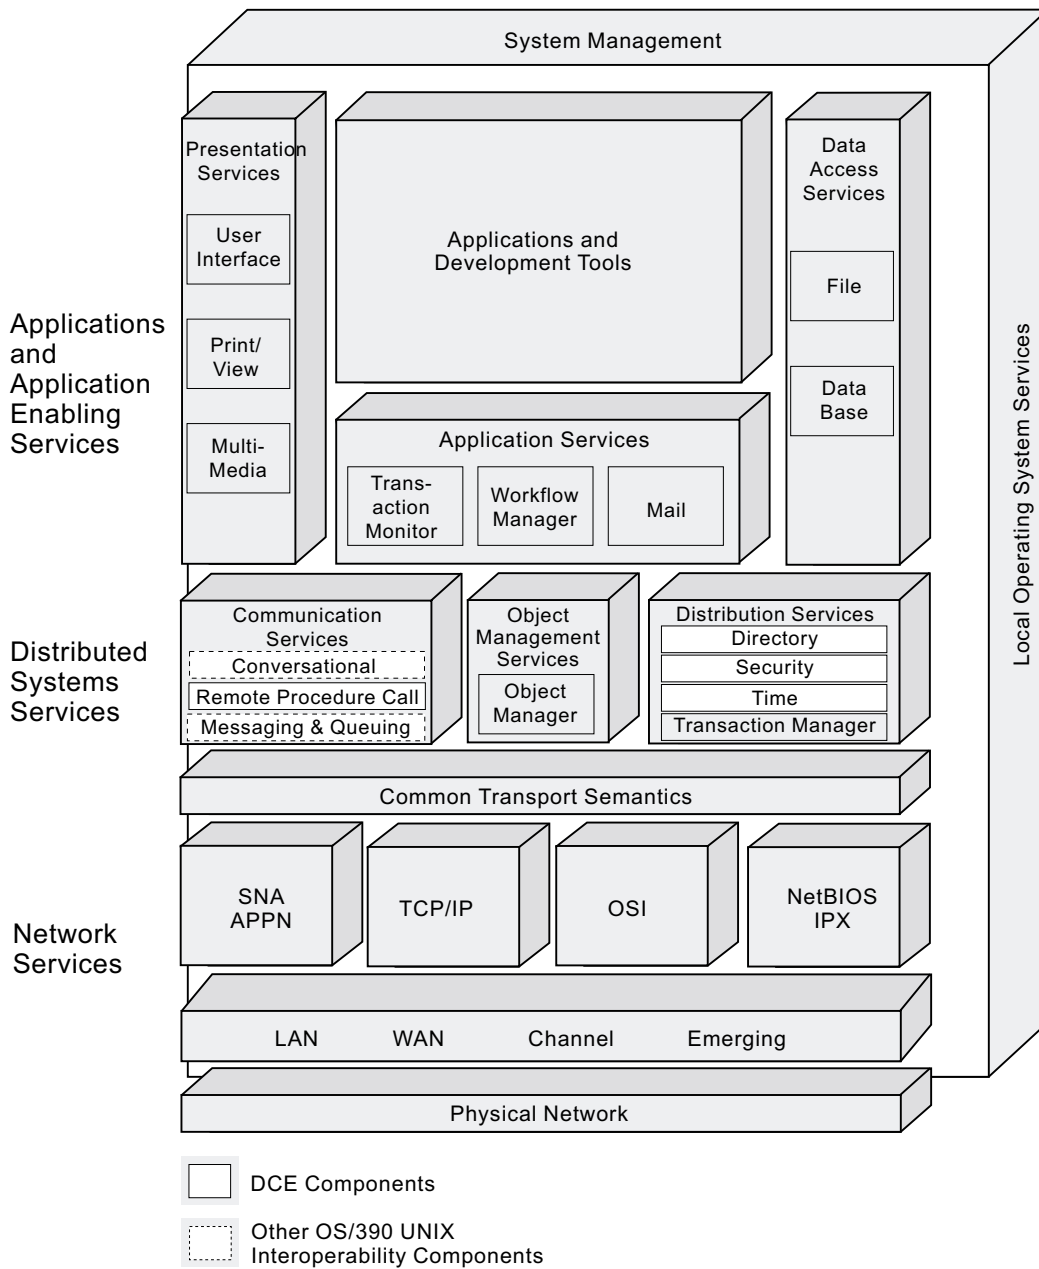 System Management
Presentation
Services
User
Interface
Print/
View
Multi-
Media
Applications and
Development Tools
Data
Access
Services
File
Data
Base
Applications
and
Application
Enabling
Services
Application Services
Trans-
action
Monitor
Workflow
Manager
Mail
Local Operating System Services
Distributed
Systems
Services
Communication
Services
Conversational
Remote Procedure Call
Messaging & Queuing
Object
Management
Services
Object
Manager
Distribution Services
Directory
Security
Time
Transaction Manager
Common Transport Semantics
Network
Services
SNA
APPN
TCP/IP
OSI
NetBIOS
IPX
LAN WAN Channel Emerging
Physical Network
DCE Components
Other OS/390 UNIX
Interoperability Components